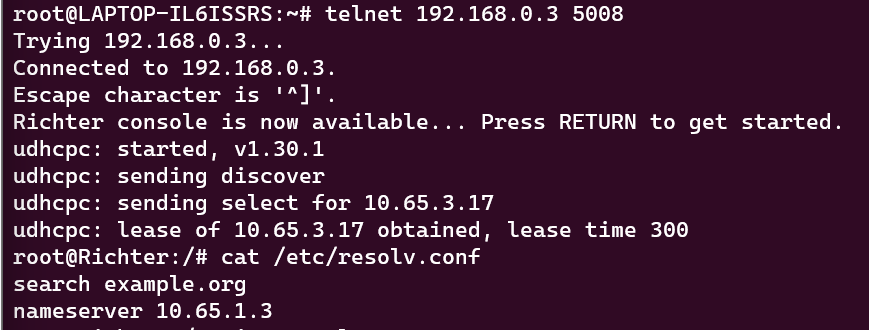 root@LAPTOP-IL6ISSRS:~# telnet 192.168.0.3 5008
Trying 192.168.0.3...
Connected to 192.168.0.3.
Escape character is '^]'.
Richter console is now available... Press RETURN to get started.
udhcpc: started, v1.30.1
udhcpc: sending discover
udhcpc: sending select for 10.65.3.17
udhcpc: lease of 10.65.3.17 obtained, lease time 300
root@Richter:/# cat /etc/resolv.conf
search example.org
nameserver 10.65.1.3